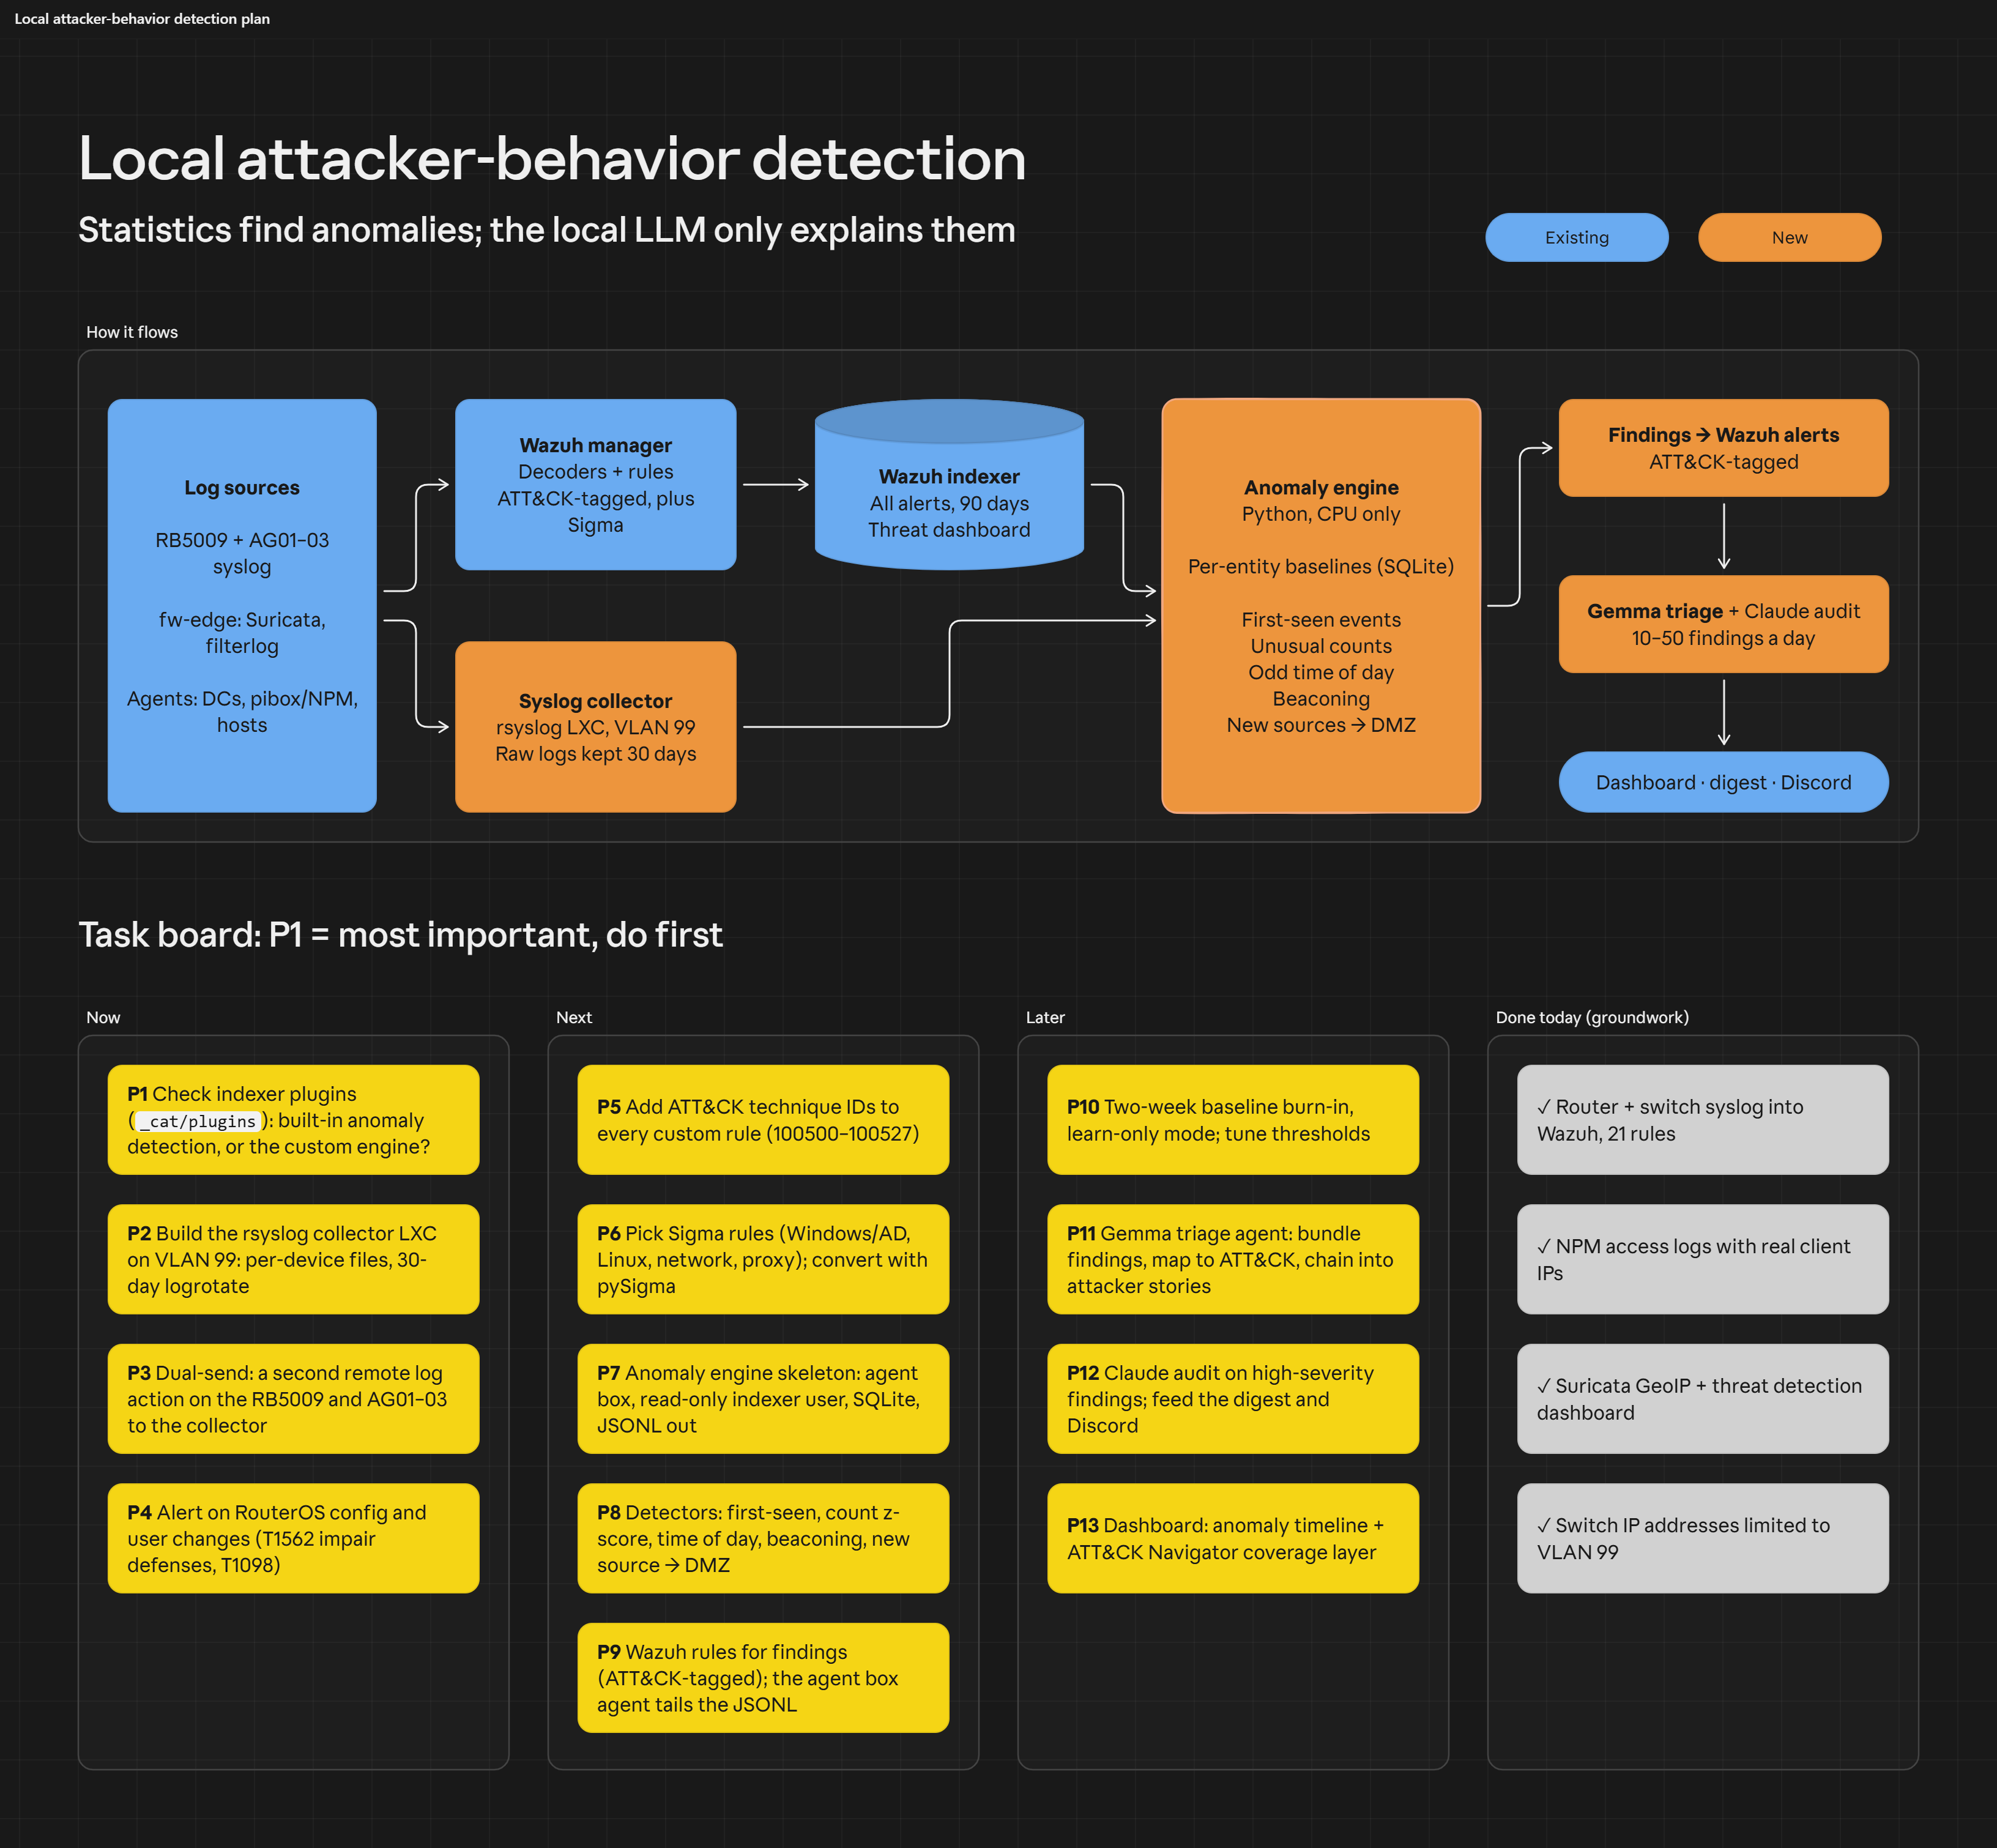 Local attacker-behavior detection plan
Local attacker-behavior detection
Statistics find anomalies; the local LLM only explains them
Existing
New
How it flows
Log sources
RB5009 + AG01–03
syslog
fw-edge: Suricata,
filterlog
Agents: DCs, pibox/NPM,
hosts
Wazuh manager
Decoders + rules
ATT&CK-tagged, plus
Sigma
Syslog collector
rsyslog LXC, VLAN 99
Raw logs kept 30 days
Wazuh indexer
All alerts, 90 days
Threat dashboard
Anomaly engine
Python, CPU only
Per-entity baselines (SQLite)
First-seen events
Unusual counts
Odd time of day
Beaconing
New sources → DMZ
Findings → Wazuh alerts
ATT&CK-tagged
Gemma triage + Claude audit
10–50 findings a day
Dashboard · digest · Discord
Task board: P1 = most important, do first
Now
P1 Check indexer plugins
(_cat/plugins): built-in anomaly
detection, or the custom engine?
P2 Build the rsyslog collector LXC
on VLAN 99: per-device files, 30-
day logrotate
P3 Dual-send: a second remote log
action on the RB5009 and AG01–03
to the collector
P4 Alert on RouterOS config and
user changes (T1562 impair
defenses, T1098)
Next
P5 Add ATT&CK technique IDs to
every custom rule (100500–100527)
P6 Pick Sigma rules (Windows/AD,
Linux, network, proxy); convert with
pySigma
P7 Anomaly engine skeleton: agent
box, read-only indexer user, SQLite,
JSONL out
P8 Detectors: first-seen, count z-
score, time of day, beaconing, new
source → DMZ
P9 Wazuh rules for findings
(ATT&CK-tagged); the agent box
agent tails the JSONL
Later
P10 Two-week baseline burn-in,
learn-only mode; tune thresholds
P11 Gemma triage agent: bundle
findings, map to ATT&CK, chain into
attacker stories
P12 Claude audit on high-severity
findings; feed the digest and
Discord
P13 Dashboard: anomaly timeline +
ATT&CK Navigator coverage layer
Done today (groundwork)
✓ Router + switch syslog into
Wazuh, 21 rules
✓ NPM access logs with real client
IPs
✓ Suricata GeoIP + threat detection
dashboard
✓ Switch IP addresses limited to
VLAN 99